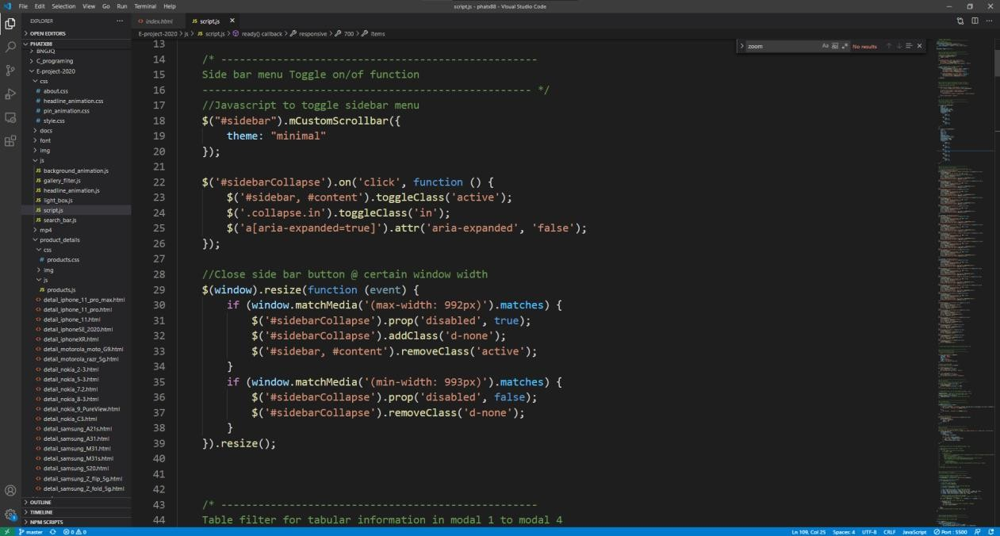 File Edit Selection View Go Run Terminal Help
script.js - phatx88 - Visual Studio Code
EXPLORER
index.html script.js
OPEN EDITORS
E-project-2020 > js > script.js > ready() callback > responsive > 700 > items
PHATX88
BNGJQ
C_programing
E-project-2020
css
about.css
headline_animation.css
pin_animation.css
style.css
docs
font
img
js
background_animation.js
gallery_filter.js
headline_animation.js
light_box.js
script.js
search_bar.js
mp4
product_details
css
products.css
img
js
products.js
detail_iphone_11_pro_max.html
detail_iphone_11_pro.html
detail_iphone_11.html
detail_iphoneSE_2020.html
detail_iphoneXR.html
detail_motorola_moto_G9.html
detail_motorola_razr_5g.html
detail_nokia_2-3.html
detail_nokia_5-3.html
detail_nokia_7.2.html
detail_nokia_8-3.html
detail_nokia_9_PureView.html
detail_nokia_C3.html
detail_samsung_A21s.html
detail_samsung_A31.html
detail_samsung_M31.html
detail_samsung_M31s.html
detail_samsung_S20.html
detail_samsung_Z_flip_5g.html
detail_samsung_Z_fold_5g.html
OUTLINE
TIMELINE
NPM SCRIPTS
zoom Aa No results
13
14 /* ---------------------------------------------------
15 Side bar menu Toggle on/of function
16 ----------------------------------------------------- */
17 //Javascript to toggle sidebar menu
18 $("#sidebar").mCustomScrollbar({
19 theme: "minimal"
20 });
21
22 $('#sidebarCollapse').on('click', function () {
23 $('#sidebar, #content').toggleClass('active');
24 $('.collapse.in').toggleClass('in');
25 $('a[aria-expanded=true]').attr('aria-expanded', 'false');
26 });
27
28 //Close side bar button @ certain window width
29 $(window).resize(function (event) {
30 if (window.matchMedia('(max-width: 992px)').matches) {
31 $('#sidebarCollapse').prop('disabled', true);
32 $('#sidebarCollapse').addClass('d-none');
33 $('#sidebar, #content').removeClass('active');
34 }
35 if (window.matchMedia('(min-width: 993px)').matches) {
36 $('#sidebarCollapse').prop('disabled', false);
37 $('#sidebarCollapse').removeClass('d-none');
38 }
39 }).resize();
40
41
42
43 /* ---------------------------------------------------
44 Table filter for tabular information in modal 1 to modal 4
master 0 0 Ln 109, Col 25 Spaces: 4 UTF-8 CRLF JavaScript Port : 5500